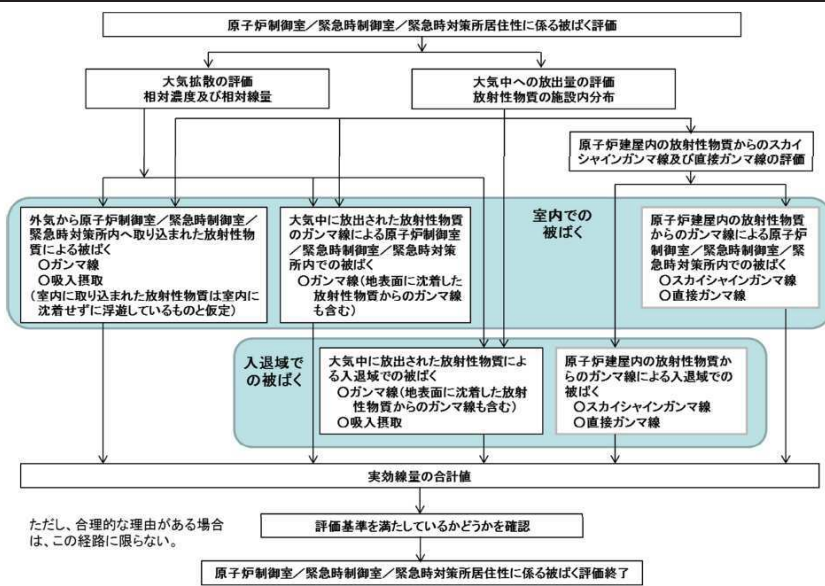 原子炉制御室／緊急時制御室／緊急時対策所居住性に係る被ばく評価
大気拡散の評価
相対濃度及び相対線量
大気中への放出量の評価
放射性物質の施設内分布
原子炉建屋内の放射性物質からのスカイ
シャインガンマ線及び直接ガンマ線の評価
室内での
被ばく
外気から原子炉制御室／緊急時制御室／
緊急時対策所内へ取り込まれた放射性物
質による被ばく
○ガンマ線
○吸入摂取
(室内に取り込まれた放射性物質は室内に
沈着せずに浮遊しているものと仮定)
大気中に放出された放射性物質
のガンマ線による原子炉制御室
／緊急時制御室／緊急時対策
所内での被ばく
○ガンマ線(地表面に沈着した
放射性物質からのガンマ線
も含む)
原子炉建屋内の放射性物質
からのガンマ線による原子炉
制御室／緊急時制御室／緊
急時対策所内での被ばく
○スカイシャインガンマ線
○直接ガンマ線
入退域で
の被ばく
大気中に放出された放射性物質によ
る入退域での被ばく
○ガンマ線(地表面に沈着した放射
性物質からのガンマ線も含む)
○吸入摂取
原子炉建屋内の放射性物質か
らのガンマ線による入退域での
被ばく
○スカイシャインガンマ線
○直接ガンマ線
実効線量の合計値
ただし、合理的な理由がある場合
は、この経路に限らない。
評価基準を満たしているかどうかを確認
原子炉制御室／緊急時制御室／緊急時対策所居住性に係る被ばく評価終了